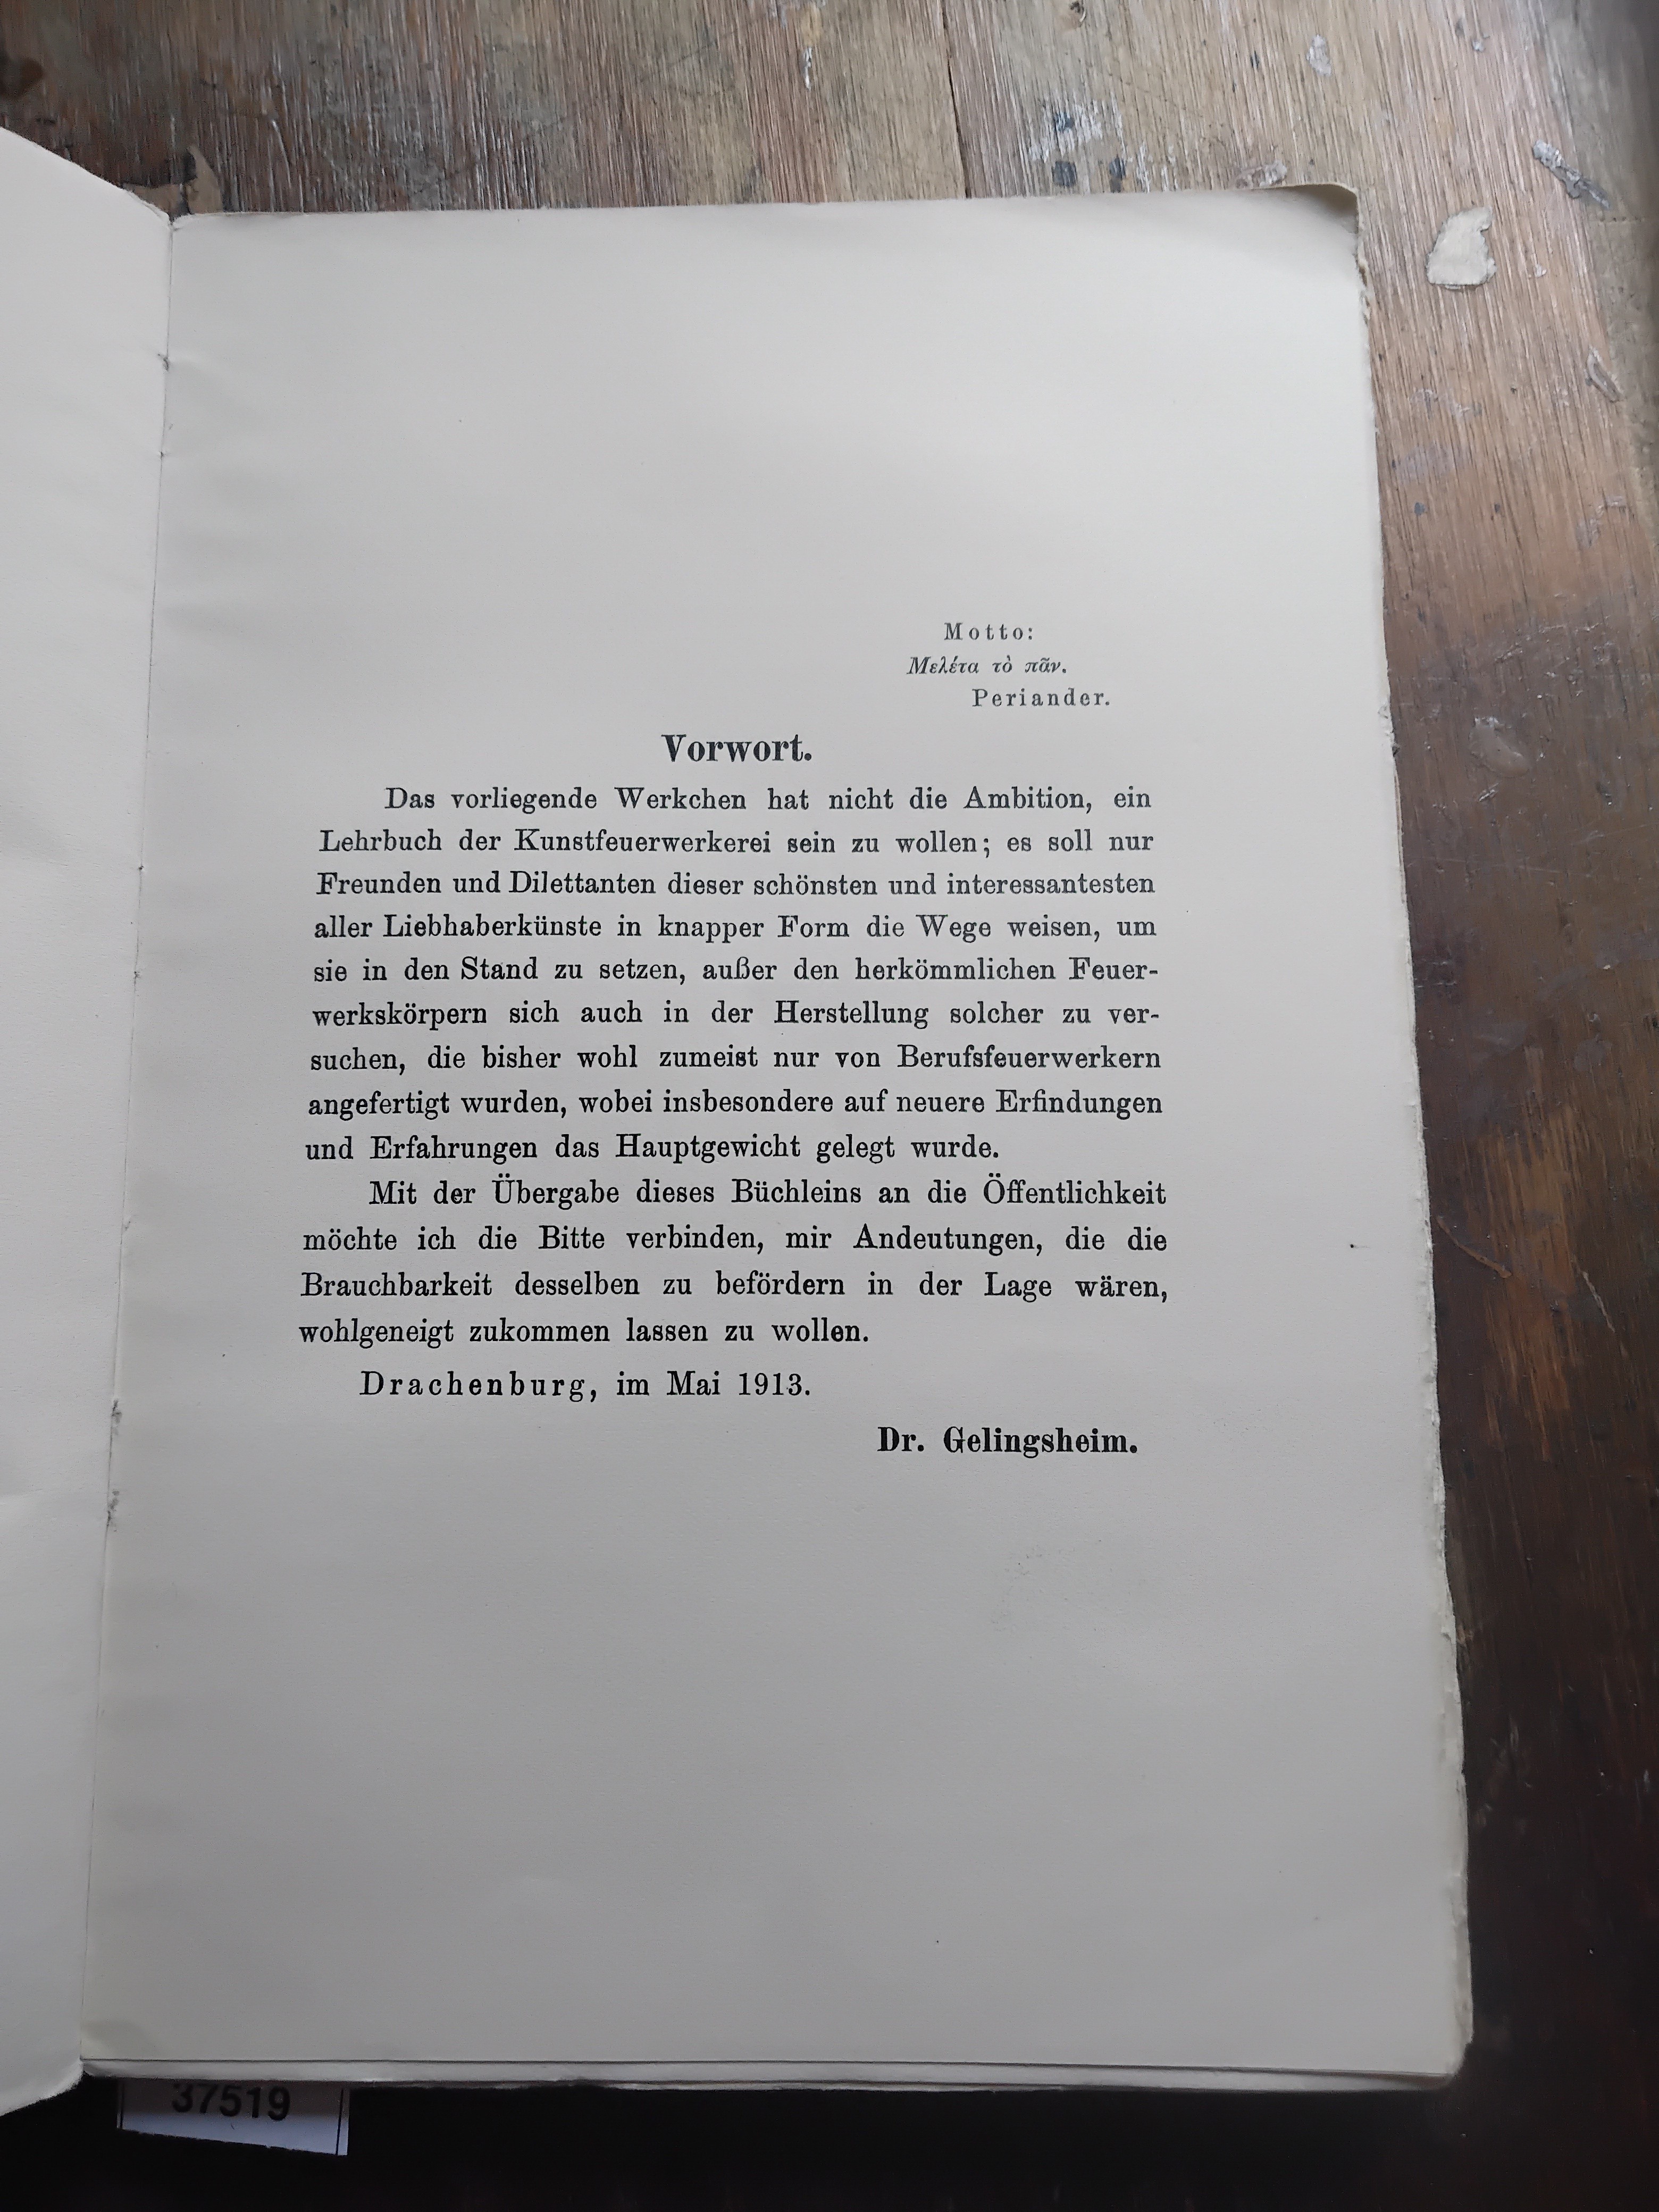 Motto:
Μελέτα τὸ πᾶν.
Periander.
Vorwort.
Das vorliegende Werkchen hat nicht die Ambition, ein
Lehrbuch der Kunstfeuerwerkerei sein zu wollen; es soll nur
Freunden und Dilettanten dieser schönsten und interessantesten
aller Liebhaberkünste in knapper Form die Wege weisen, um
sie in den Stand zu setzen, außer den herkömmlichen Feuer-
werkskörpern sich auch in der Herstellung solcher zu ver-
suchen, die bisher wohl zumeist nur von Berufsfeuerwerkern
angefertigt wurden, wobei insbesondere auf neuere Erfindungen
und Erfahrungen das Hauptgewicht gelegt wurde.
Mit der Übergabe dieses Büchleins an die Öffentlichkeit
möchte ich die Bitte verbinden, mir Andeutungen, die die
Brauchbarkeit desselben zu befördern in der Lage wären,
wohlgeneigt zukommen lassen zu wollen.
Drachenburg, im Mai 1913.
Dr. Gelingsheim.
37519